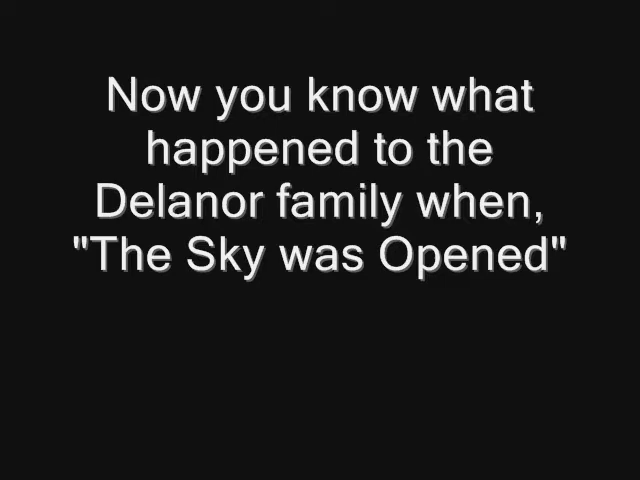 Now you know what
happened to the
Delanor family when,
"The Sky was Opened"